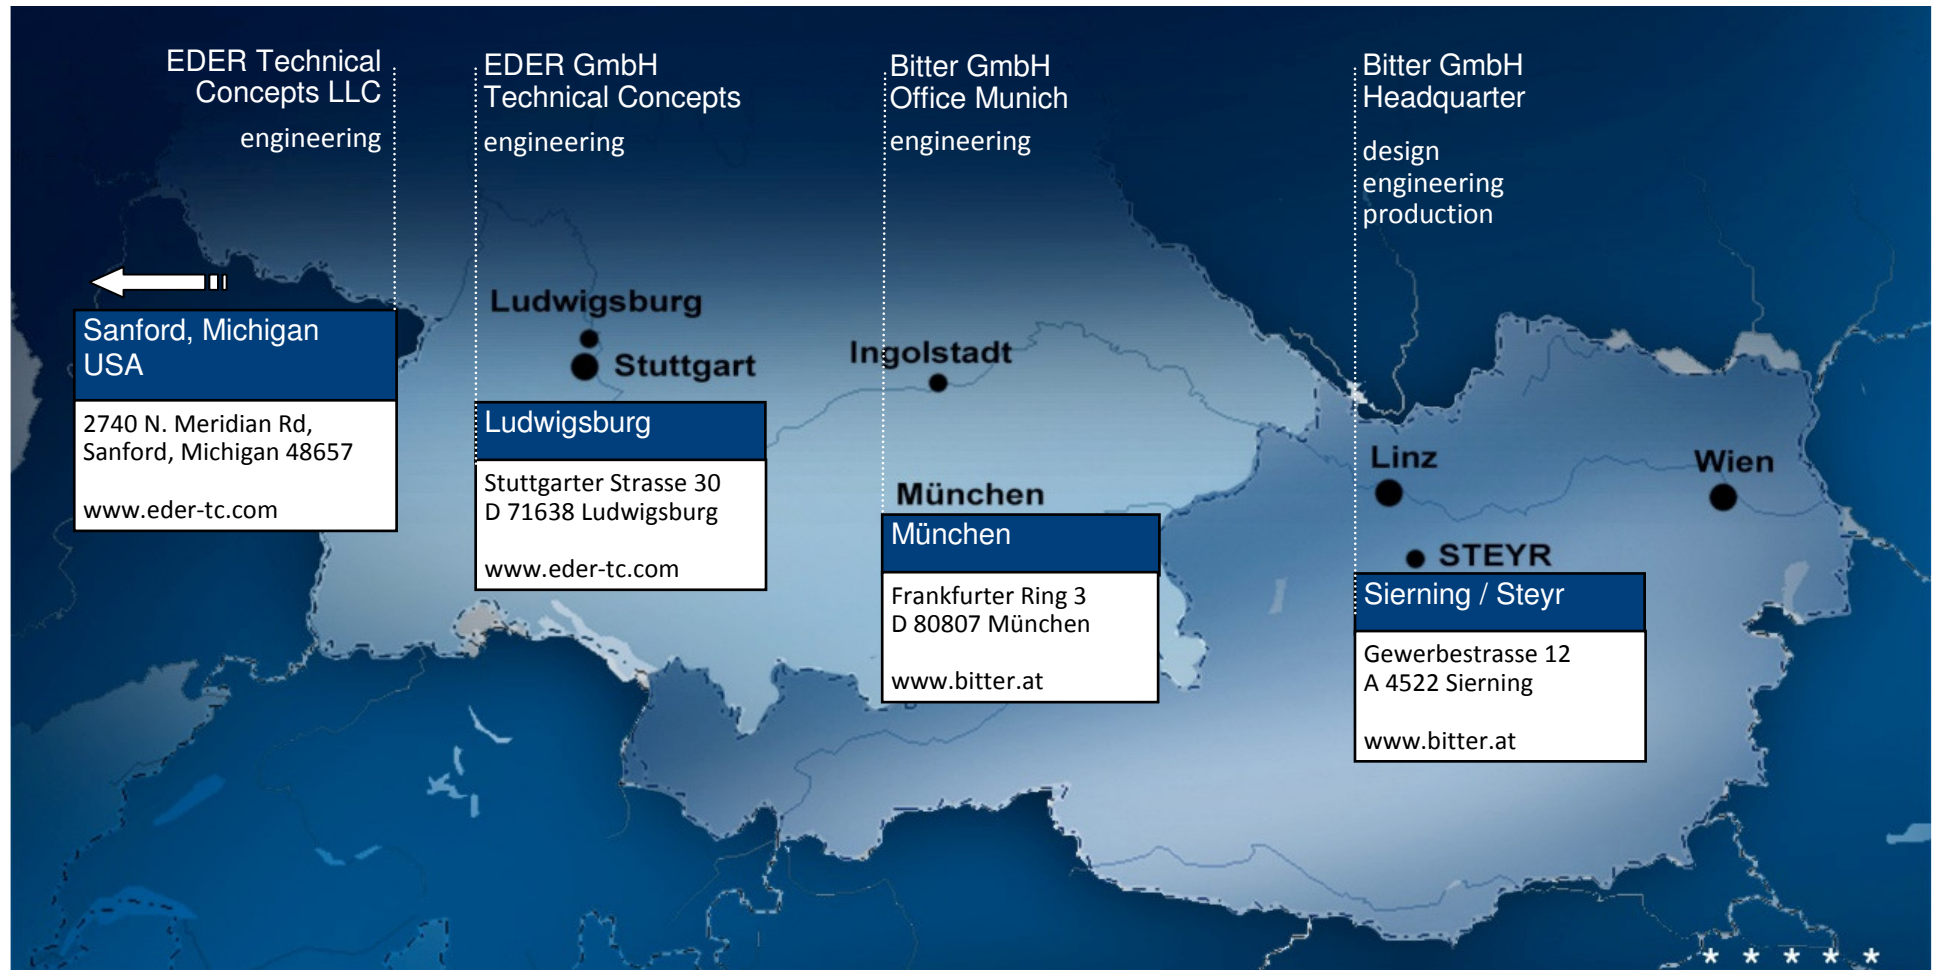 EDER Technical
Concepts LLC
engineering
EDER GmbH
Technical Concepts
engineering
Bitter GmbH
Office Munich
engineering
Bitter GmbH
Headquarter
design
engineering
production
Ludwigsburg
Stuttgart
Ingolstadt
München
Linz
Wien
STEYR
Sanford, Michigan
USA
2740 N. Meridian Rd,
Sanford, Michigan 48657
www.eder-tc.com
Ludwigsburg
Stuttgarter Strasse 30
D 71638 Ludwigsburg
www.eder-tc.com
München
Frankfurter Ring 3
D 80807 München
www.bitter.at
Sierning / Steyr
Gewerbestrasse 12
A 4522 Sierning
www.bitter.at
* * * * *